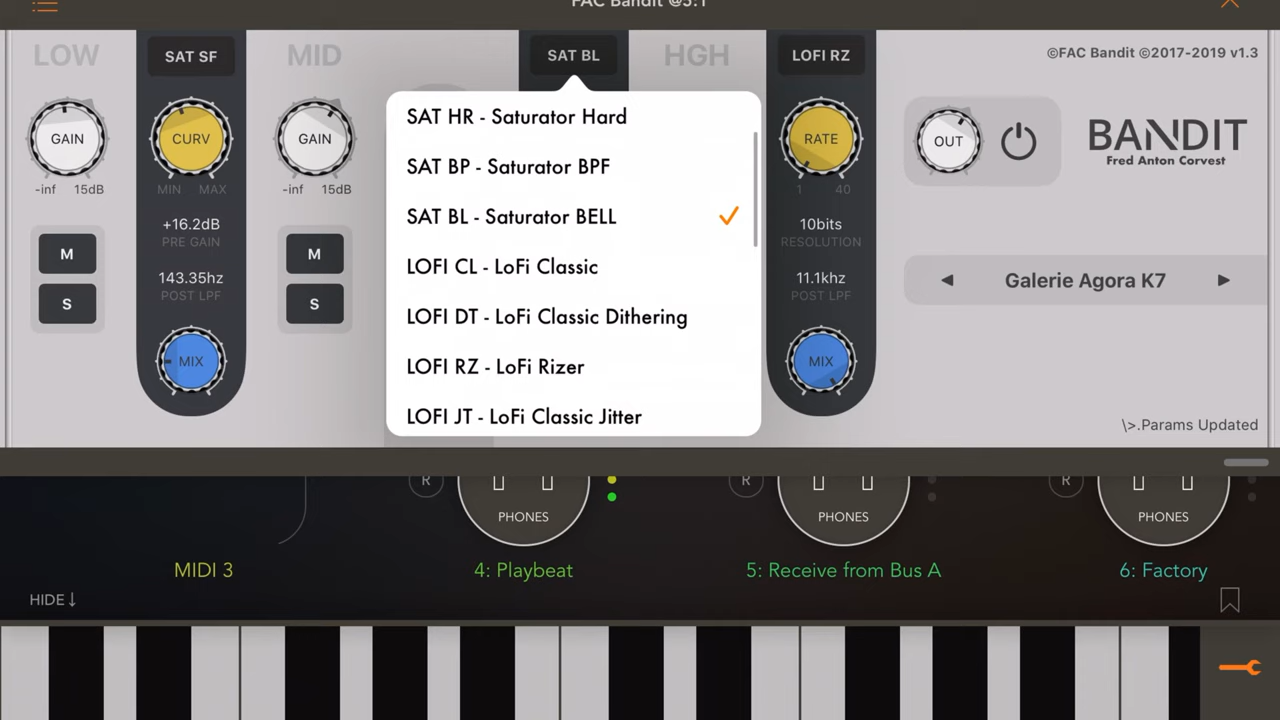 FAC Bandit @5:1
LOW
SAT SF
MID
SAT BL
HGH
LOFI RZ
©FAC Bandit ©2017-2019 v1.3
GAIN
-inf 15dB
CURV
MIN MAX
GAIN
-inf 15dB
RATE
1 40
OUT
BANDIT
Fred Anton Corvest
SAT HR - Saturator Hard
SAT BP - Saturator BPF
SAT BL - Saturator BELL
LOFI CL - LoFi Classic
LOFI DT - LoFi Classic Dithering
LOFI RZ - LoFi Rizer
LOFI JT - LoFi Classic Jitter
+16.2dB
PRE GAIN
143.35hz
POST LPF
MIX
M
S
M
S
10bits
RESOLUTION
11.1khz
POST LPF
MIX
Galerie Agora K7
\>.Params Updated
R
R
R
PHONES
PHONES
PHONES
MIDI 3
4: Playbeat
5: Receive from Bus A
6: Factory
HIDE↓